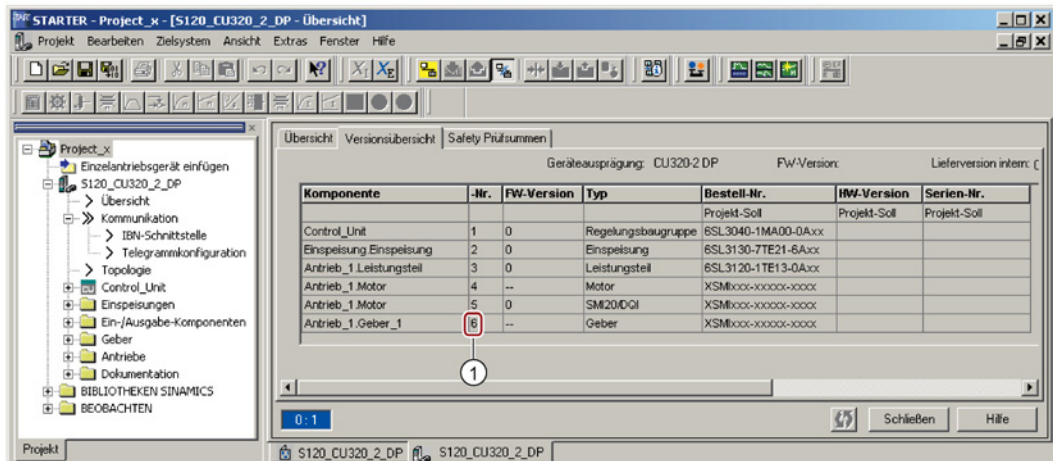 STARTER - Project_x - [S120_CU320_2_DP - Übersicht]
Projekt Bearbeiten Zielsystem Ansicht Extras Fenster Hilfe
Project_x
Einzelantriebsgerät einfügen
S120_CU320_2_DP
Übersicht
Kommunikation
IBN-Schnittstelle
Telegrammkonfiguration
Topologie
Control_Unit
Einspeisungen
Ein-/Ausgabe-Komponenten
Geber
Antriebe
Dokumentation
BIBLIOTHEKEN SINAMICS
BEOBACHTEN
Projekt
Übersicht Versionsübersicht Safety Prüfsummen
Geräteausprägung: CU320-2 DP FW-Version: Lieferversion intern: (
Komponente -Nr. FW-Version Typ Bestell-Nr. HW-Version Serien-Nr.
Projekt-Soll Projekt-Soll Projekt-Soll
Control_Unit 1 0 Regelungsbaugruppe 6SL3040-1MA00-0Axx
Einspeisung.Einspeisung 2 0 Einspeisung 6SL3130-7TE21-6Axx
Antrieb_1.Leistungsteil 3 0 Leistungsteil 6SL3120-1TE13-0Axx
Antrieb_1.Motor 4 -- Motor XSMIxxx-xxxxx-xxxx
Antrieb_1.Motor 5 0 SMI20/DQI XSMIxxx-xxxxx-xxxx
Antrieb_1.Geber_1 6 -- Geber XSMIxxx-xxxxx-xxxx
1
0 : 1 Schließen Hilfe
S120_CU320_2_DP S120_CU320_2_DP